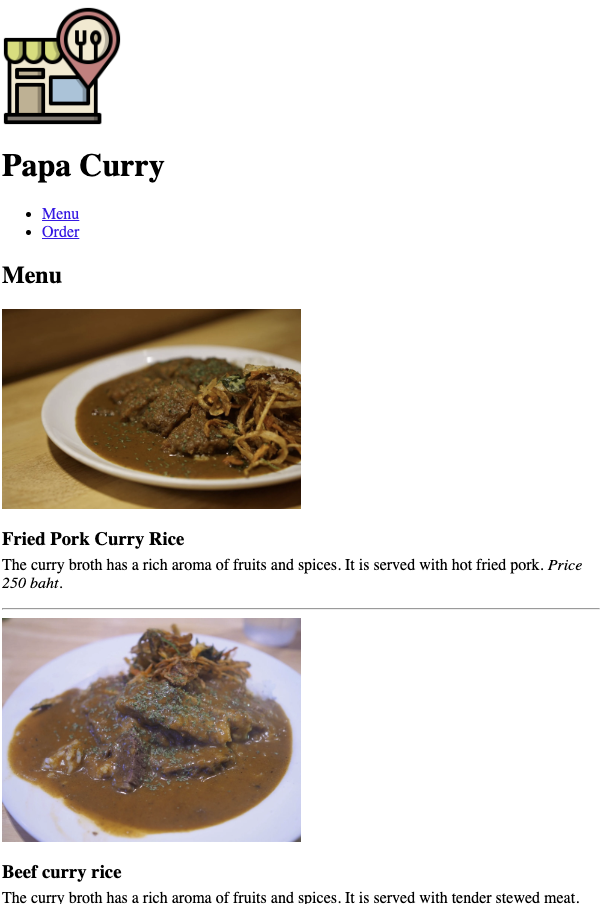 Papa Curry
Menu
Order
Menu
Fried Pork Curry Rice
The curry broth has a rich aroma of fruits and spices. It is served with hot fried pork. Price
250 baht.
Beef curry rice
The curry broth has a rich aroma of fruits and spices. It is served with tender stewed meat.